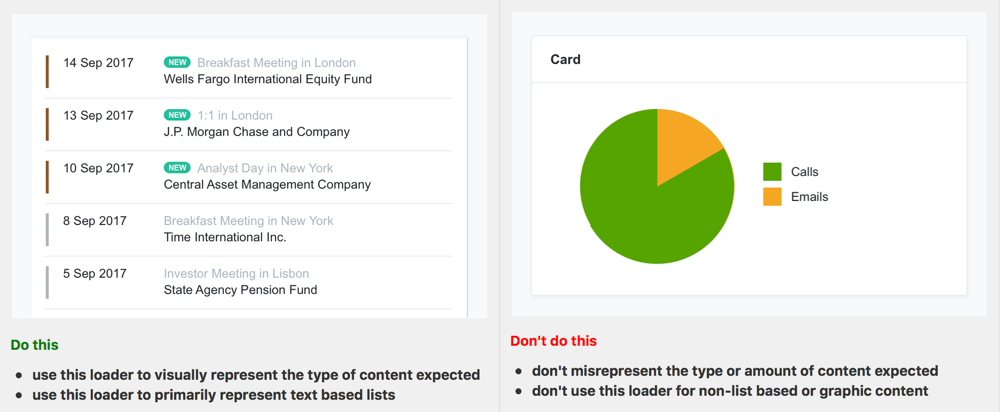 14 Sep 2017 NEW Breakfast Meeting in London
Wells Fargo International Equity Fund
13 Sep 2017 NEW 1:1 in London
J.P. Morgan Chase and Company
10 Sep 2017 NEW Analyst Day in New York
Central Asset Management Company
8 Sep 2017 Breakfast Meeting in New York
Time International Inc.
5 Sep 2017 Investor Meeting in Lisbon
State Agency Pension Fund
Do this
• use this loader to visually represent the type of content expected
• use this loader to primarily represent text based lists
Card
Calls
Emails
Don't do this
• don't misrepresent the type or amount of content expected
• don't use this loader for non-list based or graphic content